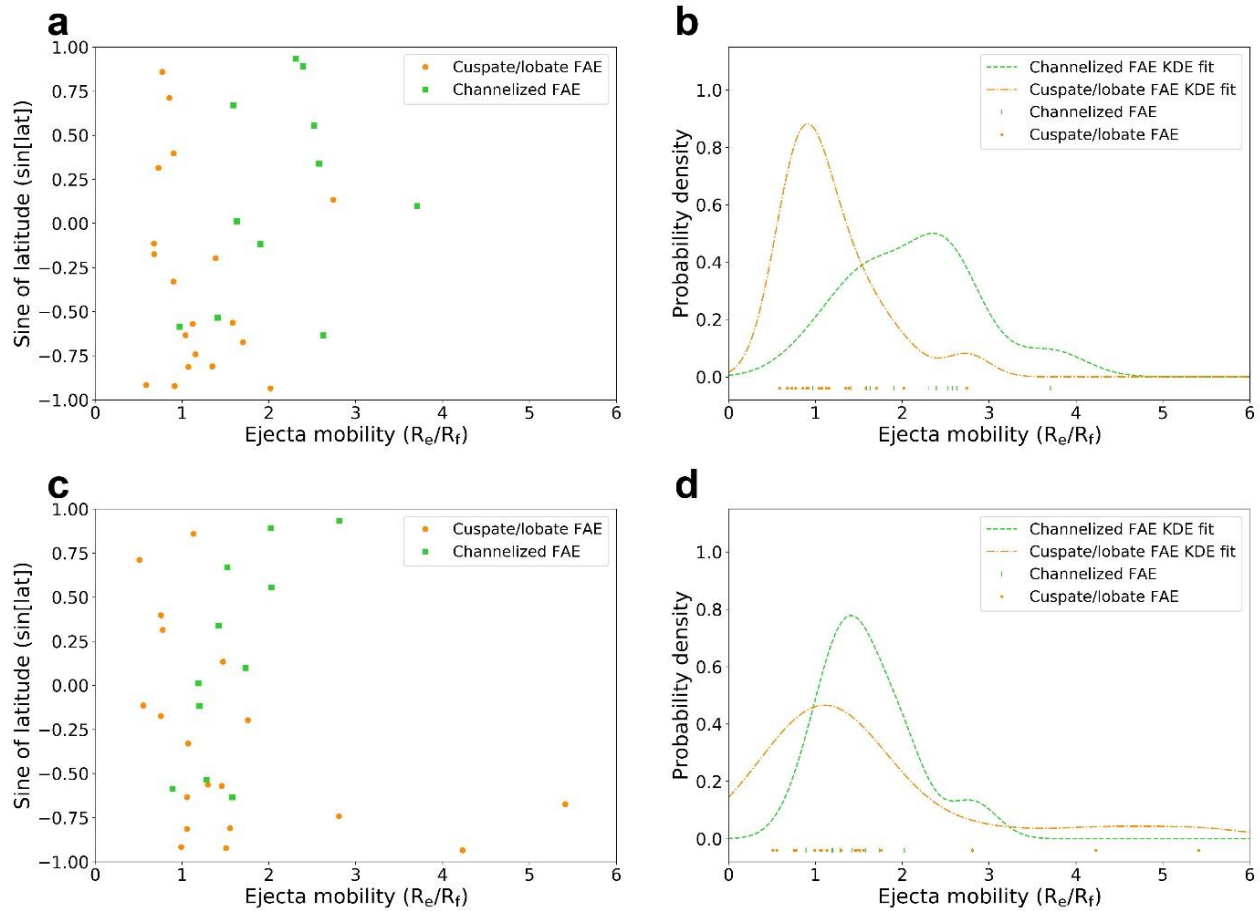 a
1.00
0.75
0.50
0.25
0.00
−0.25
−0.50
−0.75
−1.00
Sine of latitude (sin[lat])
Cuspate/lobate FAE
Channelized FAE
0 1 2 3 4 5 6
Ejecta mobility (Re/Rf)
b
1.0
0.8
0.6
0.4
0.2
0.0
Probability density
Channelized FAE KDE fit
Cuspate/lobate FAE KDE fit
Channelized FAE
Cuspate/lobate FAE
0 1 2 3 4 5 6
Ejecta mobility (Re/Rf)
c
1.00
0.75
0.50
0.25
0.00
−0.25
−0.50
−0.75
−1.00
Sine of latitude (sin[lat])
Cuspate/lobate FAE
Channelized FAE
0 1 2 3 4 5 6
Ejecta mobility (Re/Rf)
d
1.0
0.8
0.6
0.4
0.2
0.0
Probability density
Channelized FAE KDE fit
Cuspate/lobate FAE KDE fit
Channelized FAE
Cuspate/lobate FAE
0 1 2 3 4 5 6
Ejecta mobility (Re/Rf)